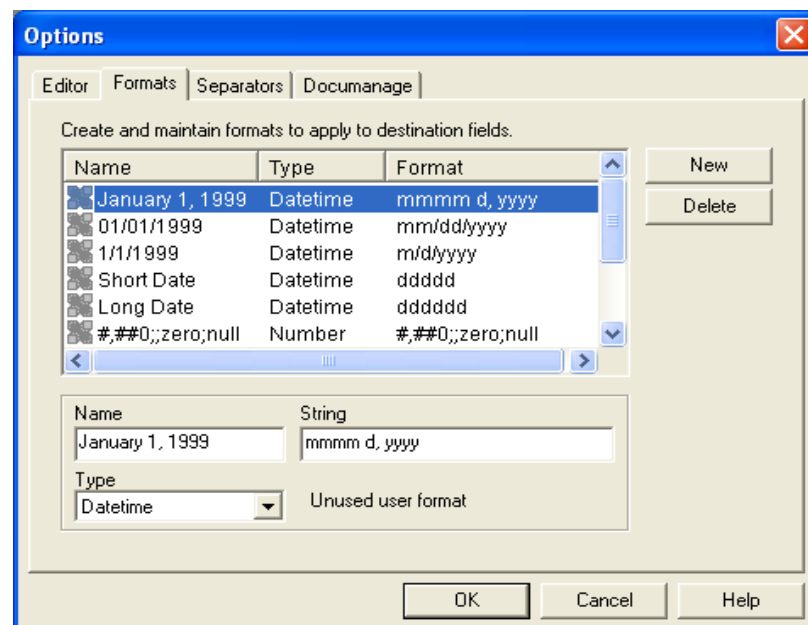 Options
Editor Formats Separators Documanage
Create and maintain formats to apply to destination fields.
Name Type Format
January 1, 1999 Datetime mmmm d, yyyy
01/01/1999 Datetime mm/dd/yyyy
1/1/1999 Datetime m/d/yyyy
Short Date Datetime ddddd
Long Date Datetime dddddd
#,##0;;zero;null Number #,##0;;zero;null
New
Delete
Name String
January 1, 1999 mmmm d, yyyy
Type
Datetime Unused user format
OK Cancel Help